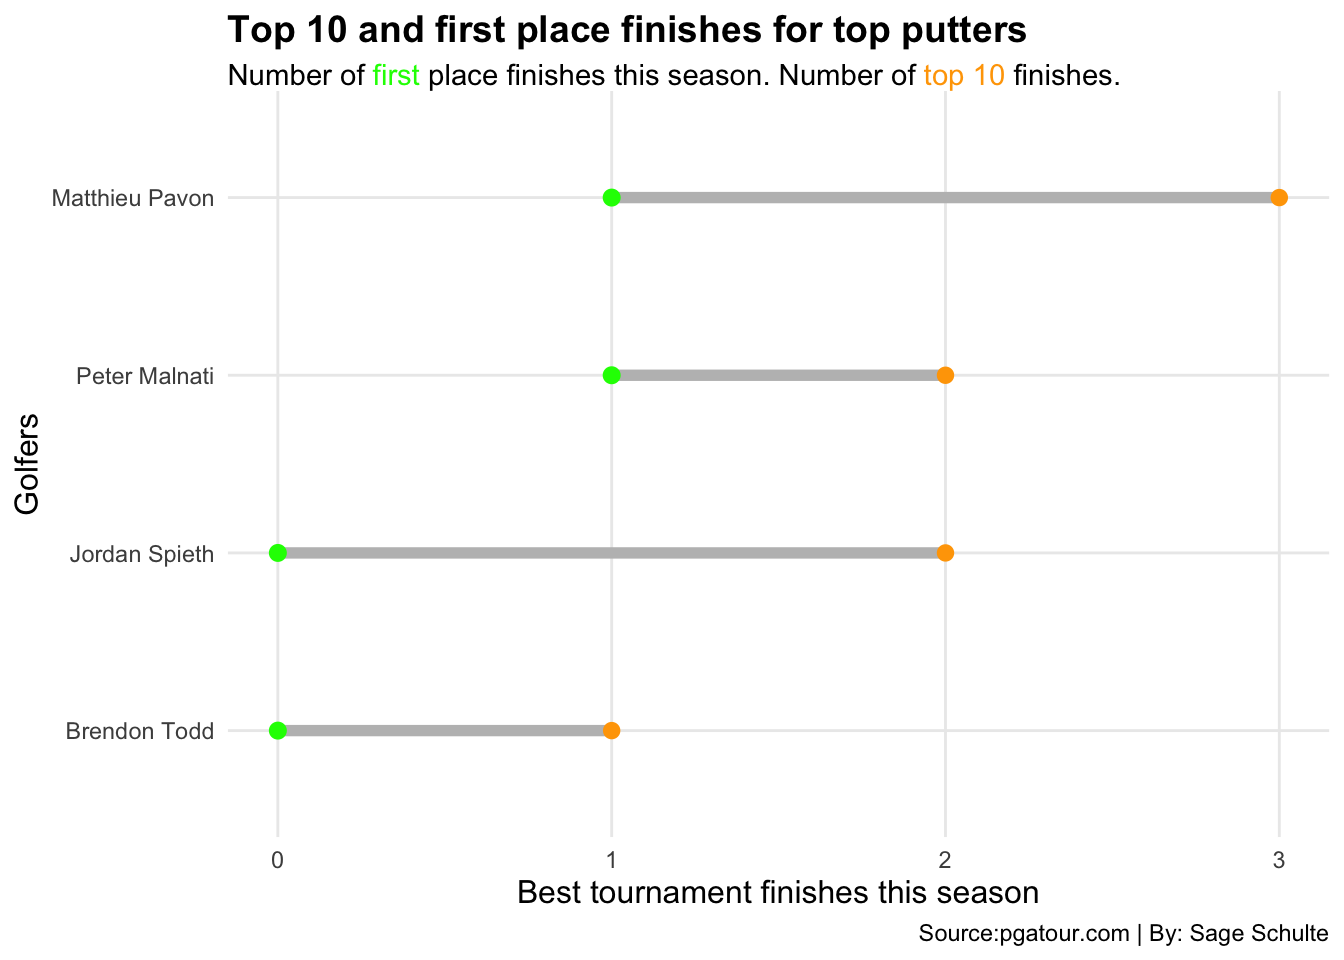 Top 10 and first place finishes for top putters
Number of first place finishes this season. Number of top 10 finishes.
Golfers
Matthieu Pavon
Peter Malnati
Jordan Spieth
Brendon Todd
0 1 2 3
Best tournament finishes this season
Source:pgatour.com | By: Sage Schulte